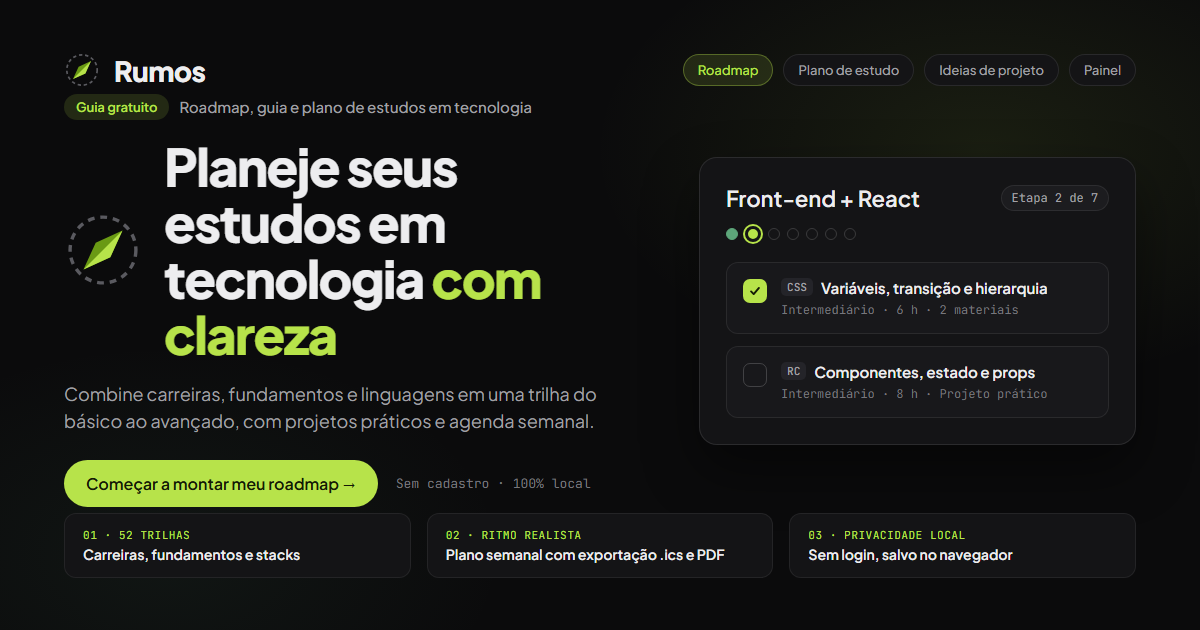 Rumos
Roadmap
Plano de estudo
Ideias de projeto
Painel
Guia gratuito
Roadmap, guia e plano de estudos em tecnologia
Planeje seus
estudos em
tecnologia com
clareza
Combine carreiras, fundamentos e linguagens em uma trilha do
básico ao avançado, com projetos práticos e agenda semanal.
Começar a montar meu roadmap →
Sem cadastro · 100% local
Front-end + React
Etapa 2 de 7
CSS Variáveis, transição e hierarquia
Intermediário · 6 h · 2 materiais
RC Componentes, estado e props
Intermediário · 8 h · Projeto prático
01 · 52 TRILHAS
Carreiras, fundamentos e stacks
02 · RITMO REALISTA
Plano semanal com exportação .ics e PDF
03 · PRIVACIDADE LOCAL
Sem login, salvo no navegador